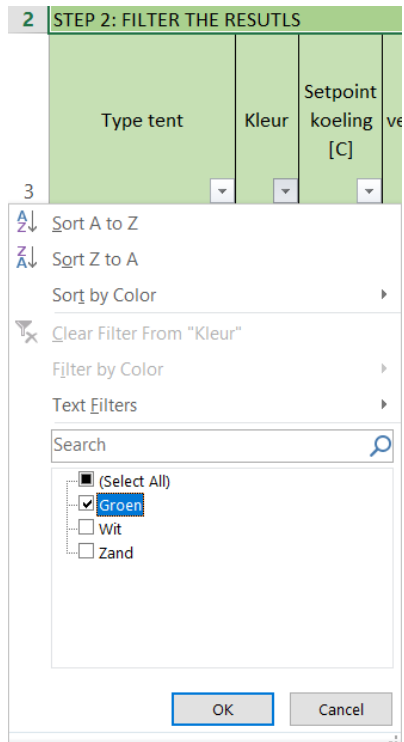 2 STEP 2: FILTER THE RESUTLS
Type tent
Kleur
Setpoint
koeling
[C]
ve
3
Sort A to Z
Sort Z to A
Sort by Color
Clear Filter From "Kleur"
Filter by Color
Text Filters
Search
(Select All)
Groen
Wit
Zand
OK Cancel